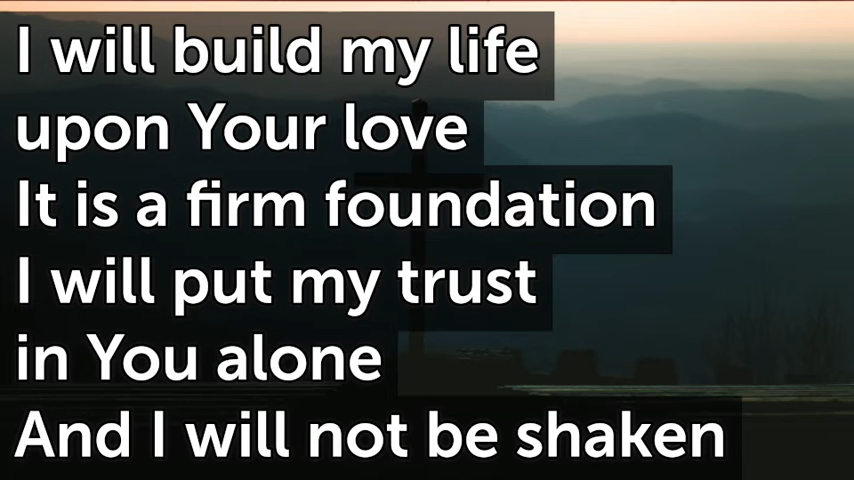 I will build my life
upon Your love
It is a firm foundation
I will put my trust
in You alone
And I will not be shaken